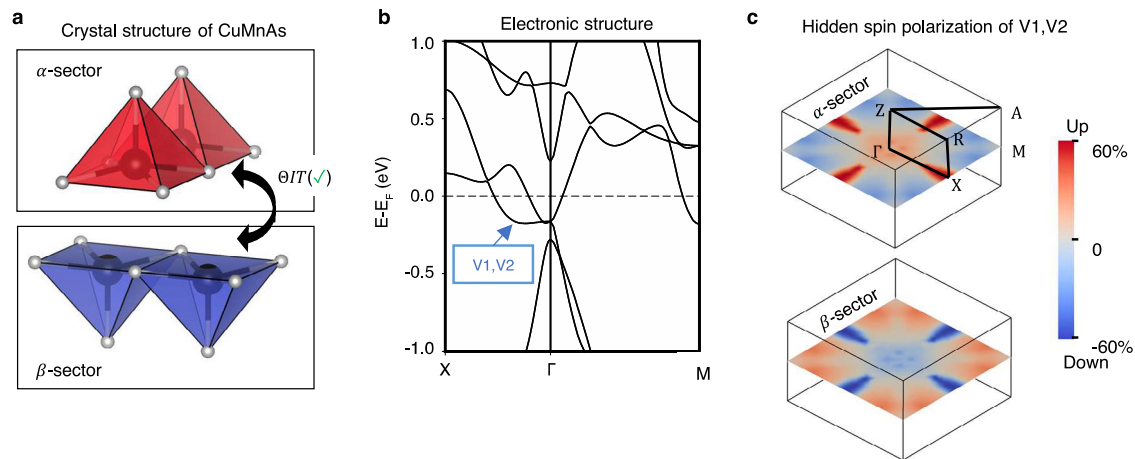 a
Crystal structure of CuMnAs
α-sector
ΘIT(✓)
β-sector
b
Electronic structure
E-E_F (eV)
1.0
0.5
0.0
-0.5
-1.0
V1,V2
X
Γ
M
c
Hidden spin polarization of V1,V2
α-sector
Z
A
Γ
R
M
X
β-sector
Up
60%
0
-60%
Down